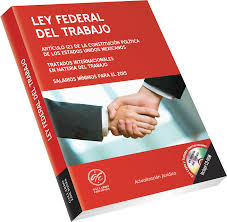 LEY FEDERAL
DEL TRABAJO
ARTÍCULO 123 DE LA CONSTITUCIÓN POLÍTICA
DE LOS ESTADOS UNIDOS MEXICANOS
TRATADOS INTERNACIONALES
EN MATERIA DEL TRABAJO
SALARIOS MÍNIMOS PARA EL 2015
Actualización Jurídica
LEY FEDERAL DEL TRABAJO